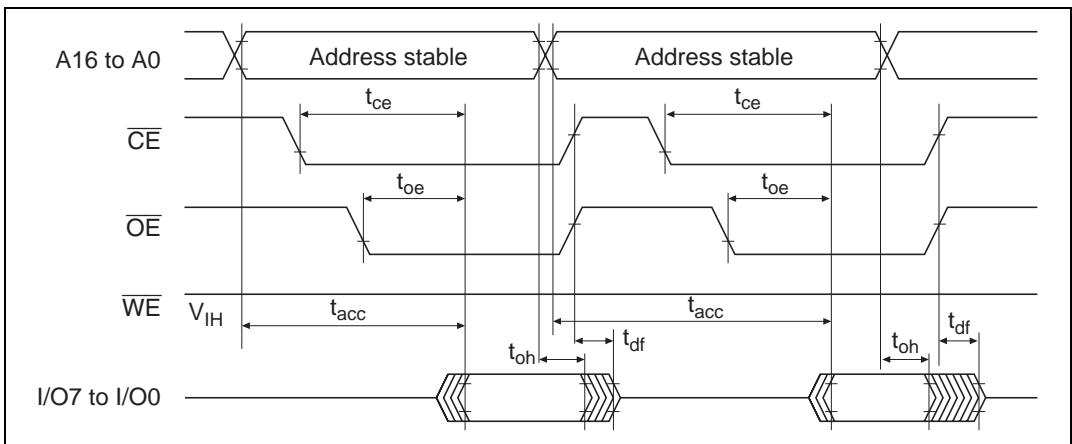 A16 to A0 Address stable Address stable
tce tce
CE
toe toe
OE
WE VIH tacc tacc
toh tdf toh tdf
I/O7 to I/O0